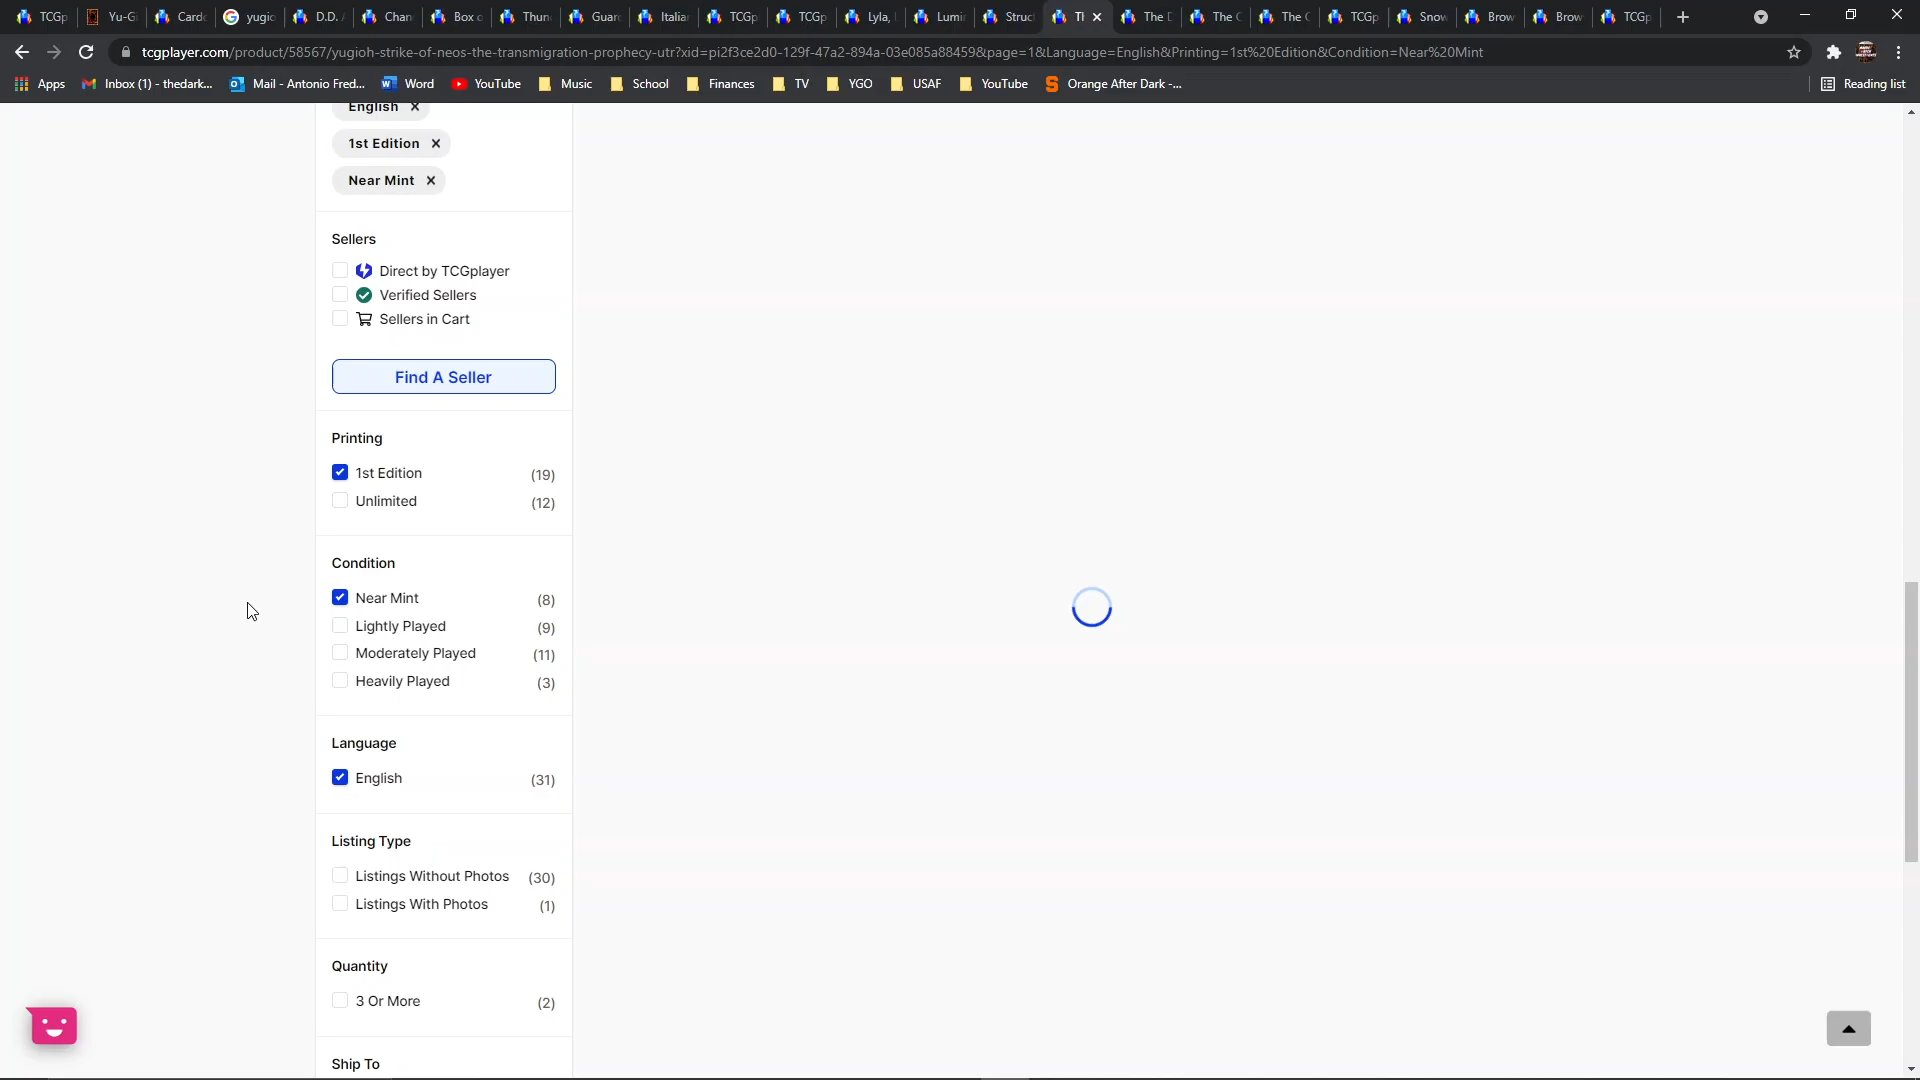 TCGp Yu-Gi Card yugio D.D. Chan Box o Thun Guar Italia TCGp TCGp Lyla, Lumi Struc Th The D The C The C TCGp Snow Brow Brow TCGp
tcgplayer.com/product/58567/yugioh-strike-of-neos-the-transmigration-prophecy-utr?xid=pi2f3ce2d0-129f-47a2-894a-03e085a88459&page=1&Language=English&Printing=1st%20Edition&Condition=Near%20Mint
Apps Inbox (1) - thedark... Mail - Antonio Fred... Word YouTube Music School Finances TV YGO USAF YouTube Orange After Dark -... Reading list
English
1st Edition
Near Mint
Sellers
Direct by TCGplayer
Verified Sellers
Sellers in Cart
Find A Seller
Printing
1st Edition (19)
Unlimited (12)
Condition
Near Mint (8)
Lightly Played (9)
Moderately Played (11)
Heavily Played (3)
Language
English (31)
Listing Type
Listings Without Photos (30)
Listings With Photos (1)
Quantity
3 Or More (2)
Ship To